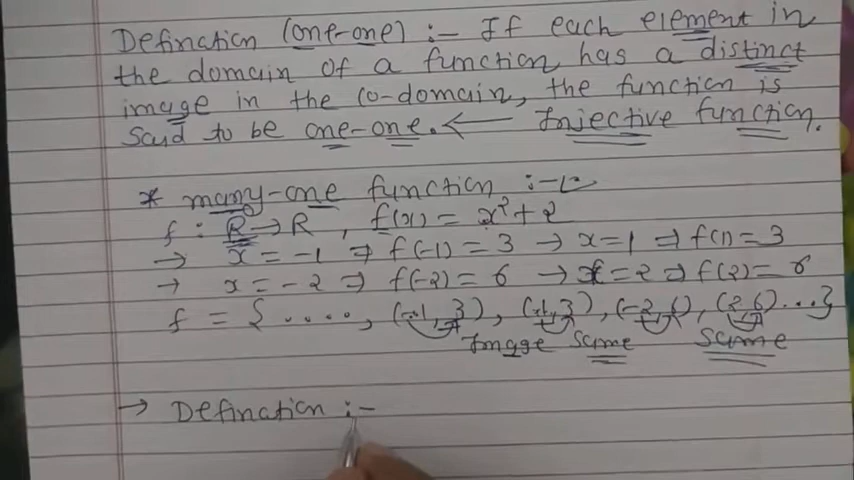 Defination (one-one) :- If each element in
the domain of a function, has a distinct
image in the co-domain, the function is
said to be one-one. ← Injective function.
* many-one function :-
f : R → R , f(x) = x² + 2
→ x = -1 ⇒ f(-1) = 3 → x = 1 ⇒ f(1) = 3
→ x = -2 ⇒ f(-2) = 6 → x = 2 ⇒ f(2) = 6
f = { ....., (-1, 3), (1, 3), (-2, 6), (2, 6) ...}
Image same same
→ Defination :-